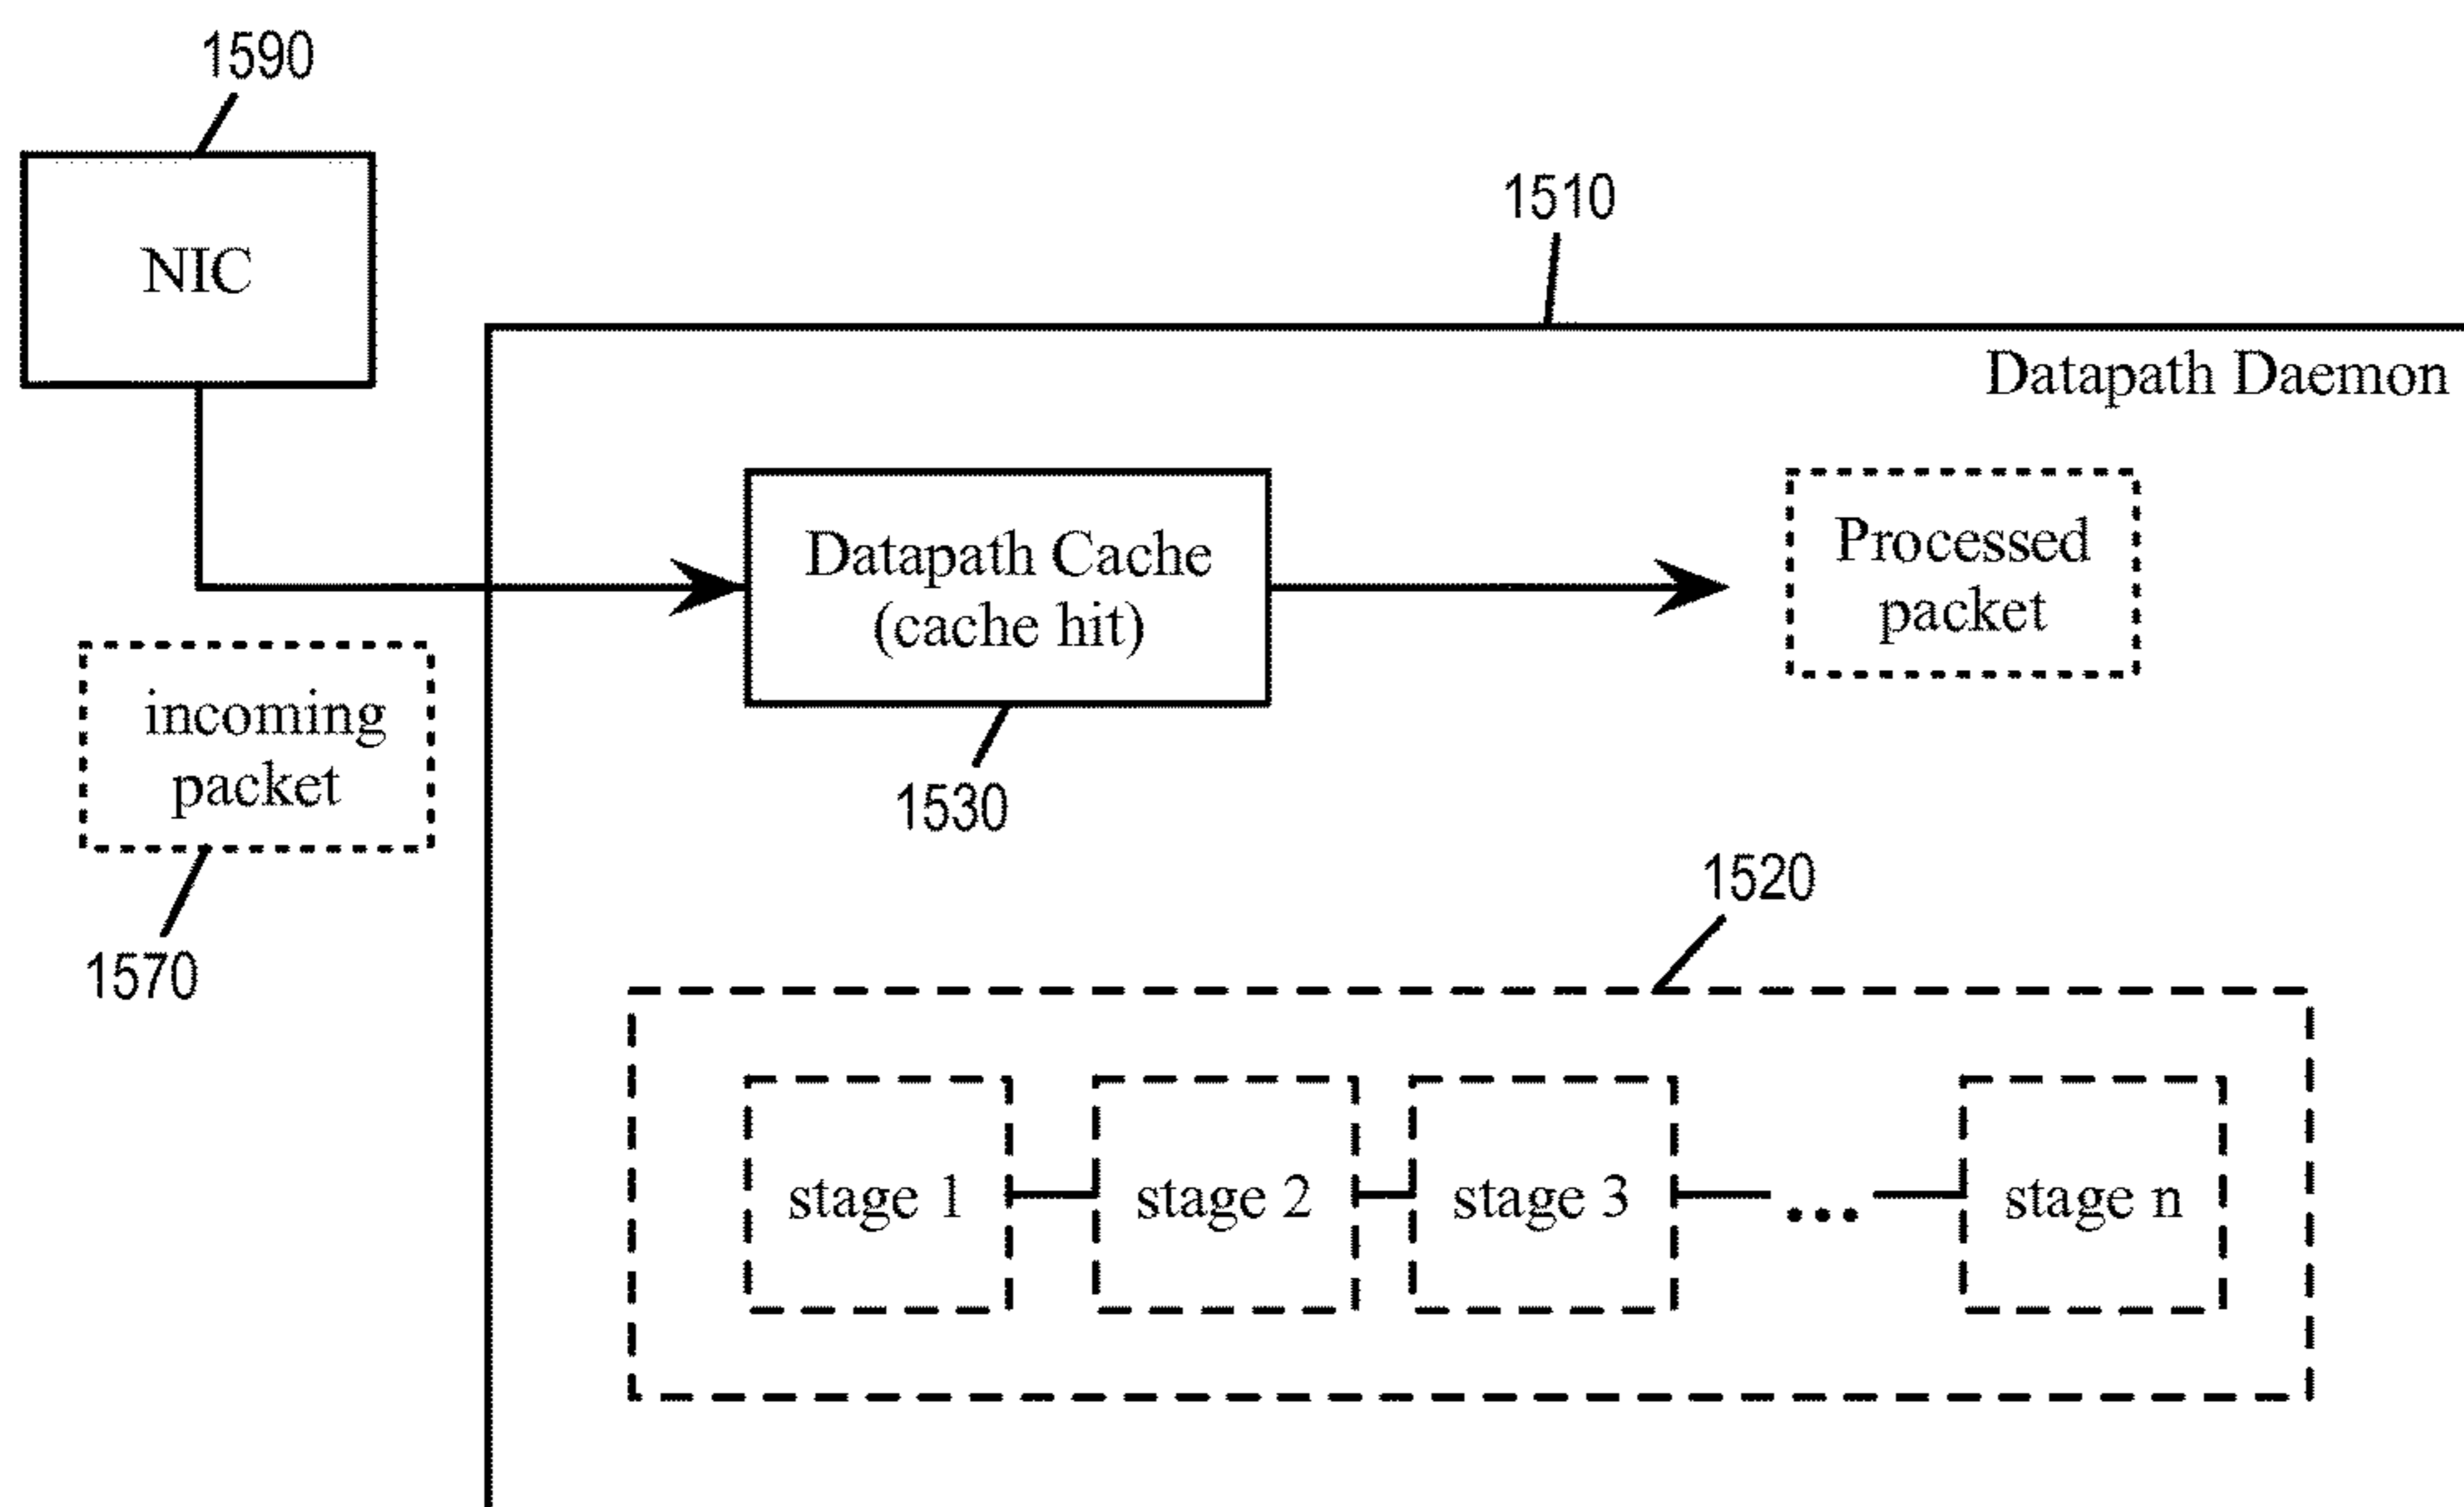 1590
NIC
1510
Datapath Daemon
Datapath Cache
(cache hit)
Processed
packet
incoming
packet
1530
1570
1520
stage 1
stage 2
stage 3
...
stage n